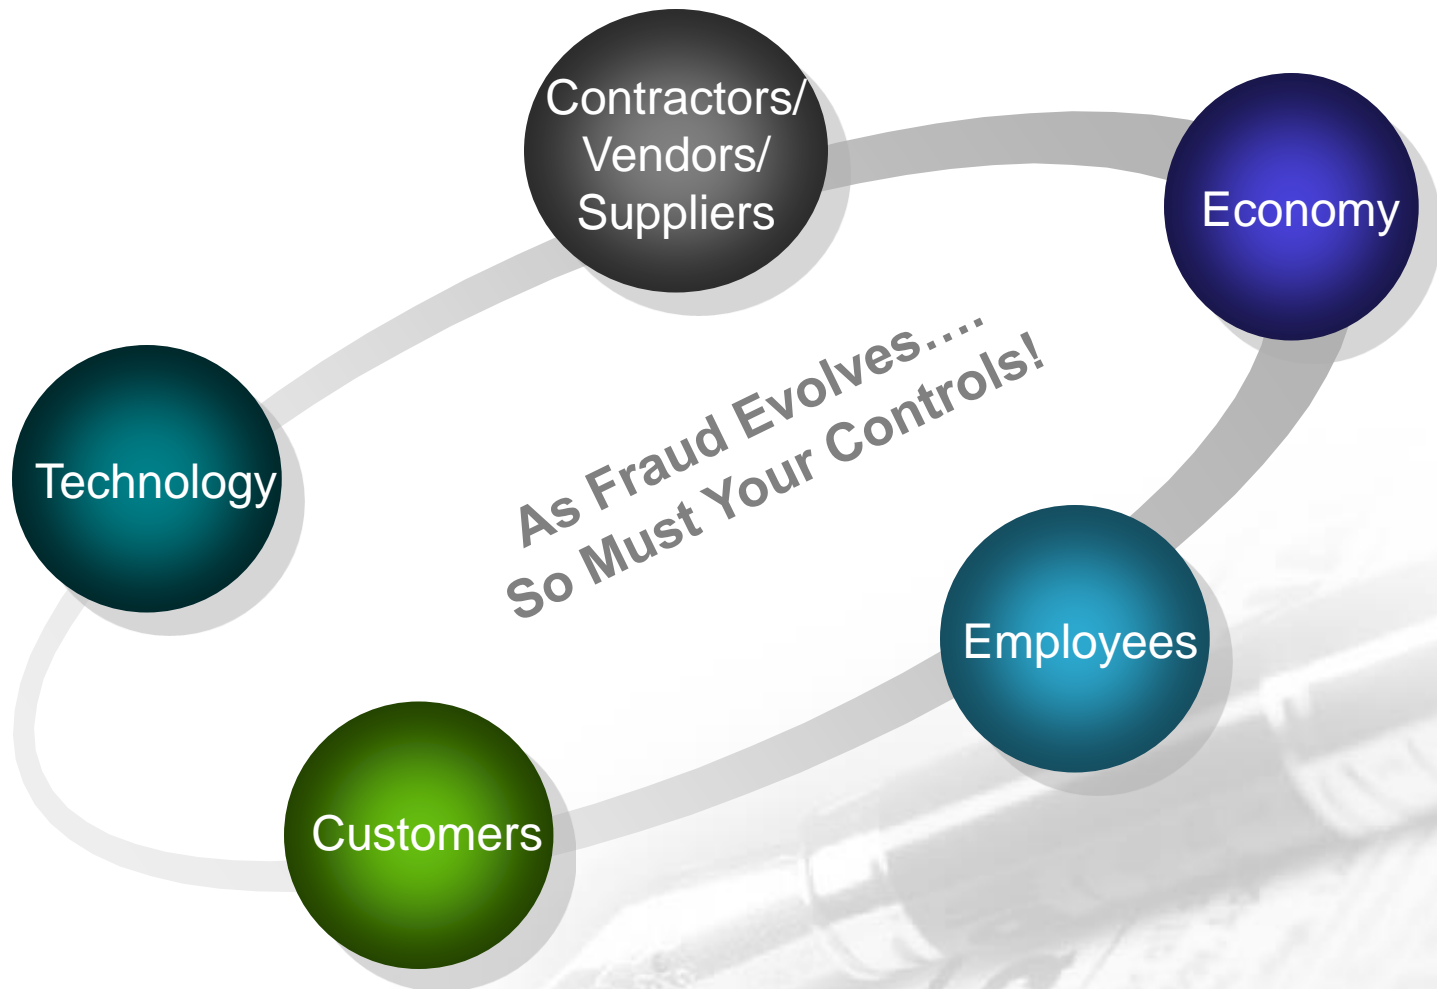 Contractors/
Vendors/
Suppliers
Economy
As Fraud Evolves....
So Must Your Controls!
Technology
Employees
Customers